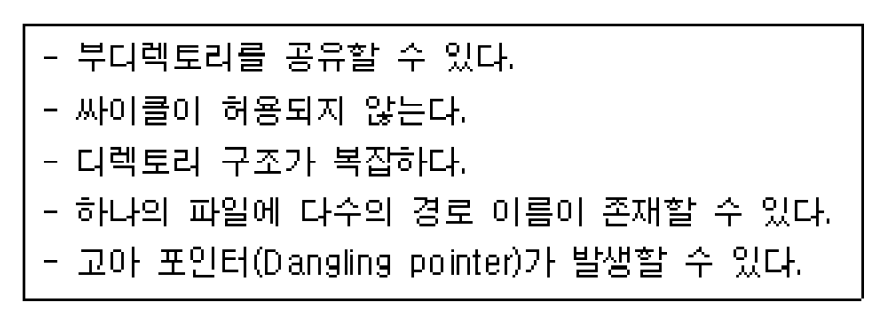 - 부디렉토리를 공유할 수 있다.
- 싸이클이 허용되지 않는다.
- 디렉토리 구조가 복잡하다.
- 하나의 파일에 다수의 경로 이름이 존재할 수 있다.
- 고아 포인터(Dangling pointer)가 발생할 수 있다.